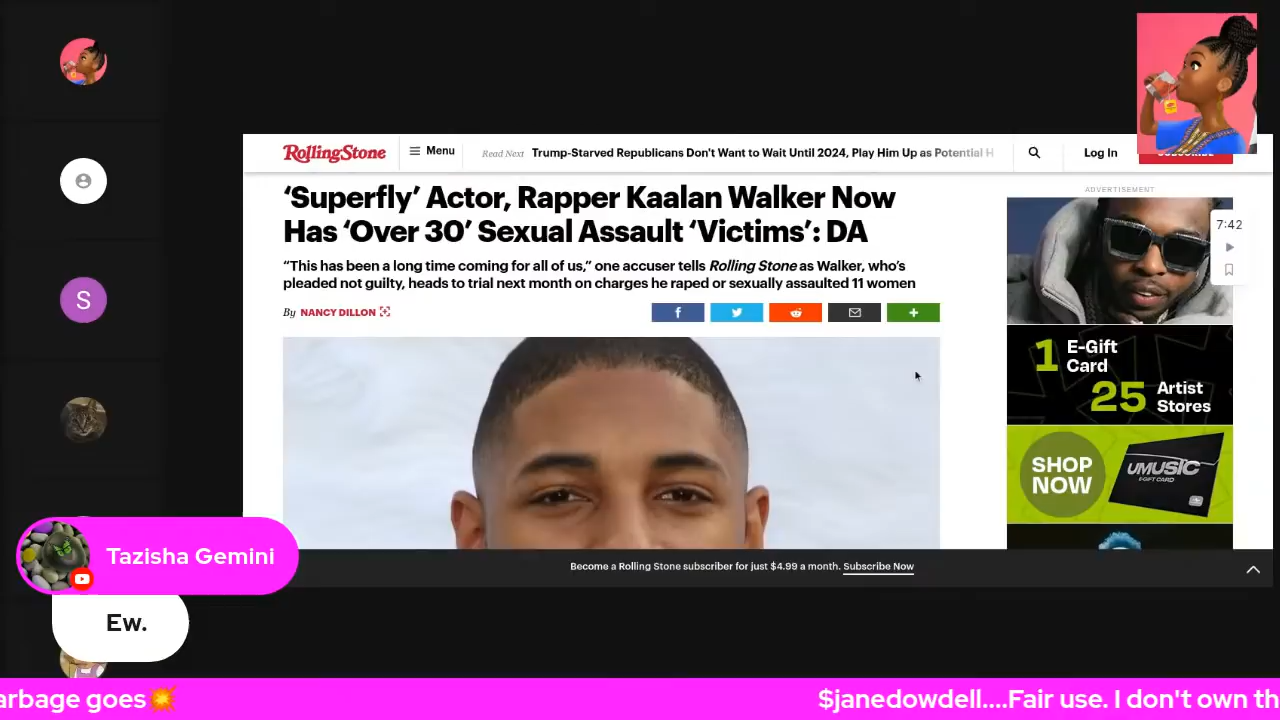 RollingStone
Menu
Read Next Trump-Starved Republicans Don't Want to Wait Until 2024, Play Him Up as Potential H
Log In
ADVERTISEMENT
'Superfly' Actor, Rapper Kaalan Walker Now
Has 'Over 30' Sexual Assault 'Victims': DA
"This has been a long time coming for all of us," one accuser tells Rolling Stone as Walker, who's
pleaded not guilty, heads to trial next month on charges he raped or sexually assaulted 11 women
By NANCY DILLON
7:42
S
1 E-Gift
Card
25 Artist
Stores
SHOP
NOW
UMUSIC
E-GIFT CARD
Tazisha Gemini
Ew.
Become a Rolling Stone subscriber for just $4.99 a month. Subscribe Now
arbage goes💥
$janedowdell....Fair use. I don't own th